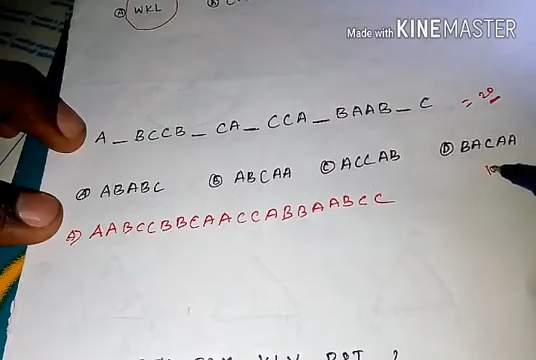 Ⓐ WKL Ⓑ
Made with KINEMASTER
A _ BCCB _ CA _ CCA _ BAAB _ C = 20
Ⓐ ABABC Ⓑ ABCAA Ⓒ ACCAB Ⓓ BACAA
A) AABCCBBCAACCABBAABCC